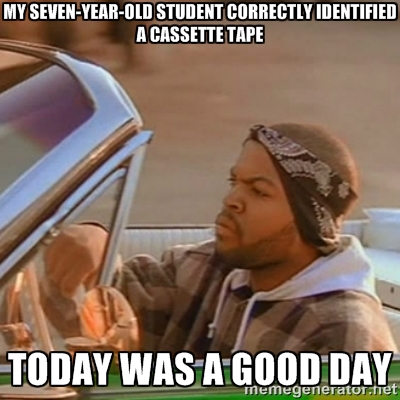 MY SEVEN-YEAR-OLD STUDENT CORRECTLY IDENTIFIED
A CASSETTE TAPE
TODAY WAS A GOOD DAY
memegenerator.net